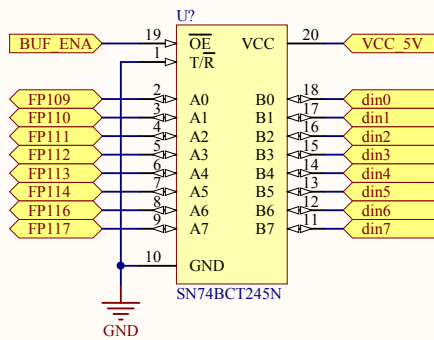 U?
BUF_ENA 19 OE VCC 20 VCC_5V
1 T/R
FP109 2 A0 B0 18 din0
FP110 3 A1 B1 17 din1
FP111 4 A2 B2 16 din2
FP112 5 A3 B3 15 din3
FP113 6 A4 B4 14 din4
FP114 7 A5 B5 13 din5
FP116 8 A6 B6 12 din6
FP117 9 A7 B7 11 din7
10 GND
SN74BCT245N
GND